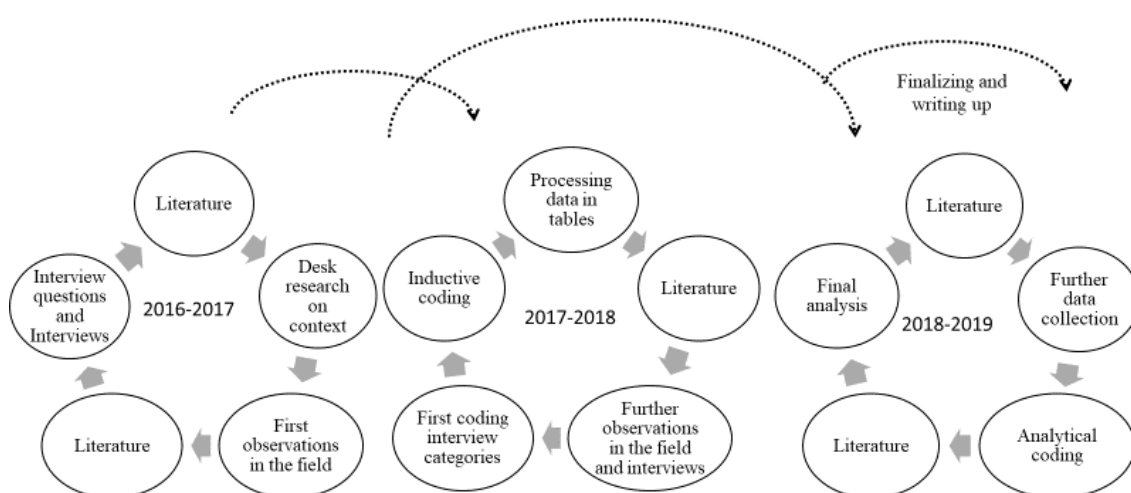 Finalizing and
writing up
Literature
Interview
questions and
Interviews
2016-2017
Desk
research on
context
Literature
First
observations
in the field
Processing
data in
tables
Inductive
coding
2017-2018
Literature
First coding
interview
categories
Further
observations
in the field
and interviews
Literature
Final
analysis
2018-2019
Further
data
collection
Literature
Analytical
coding